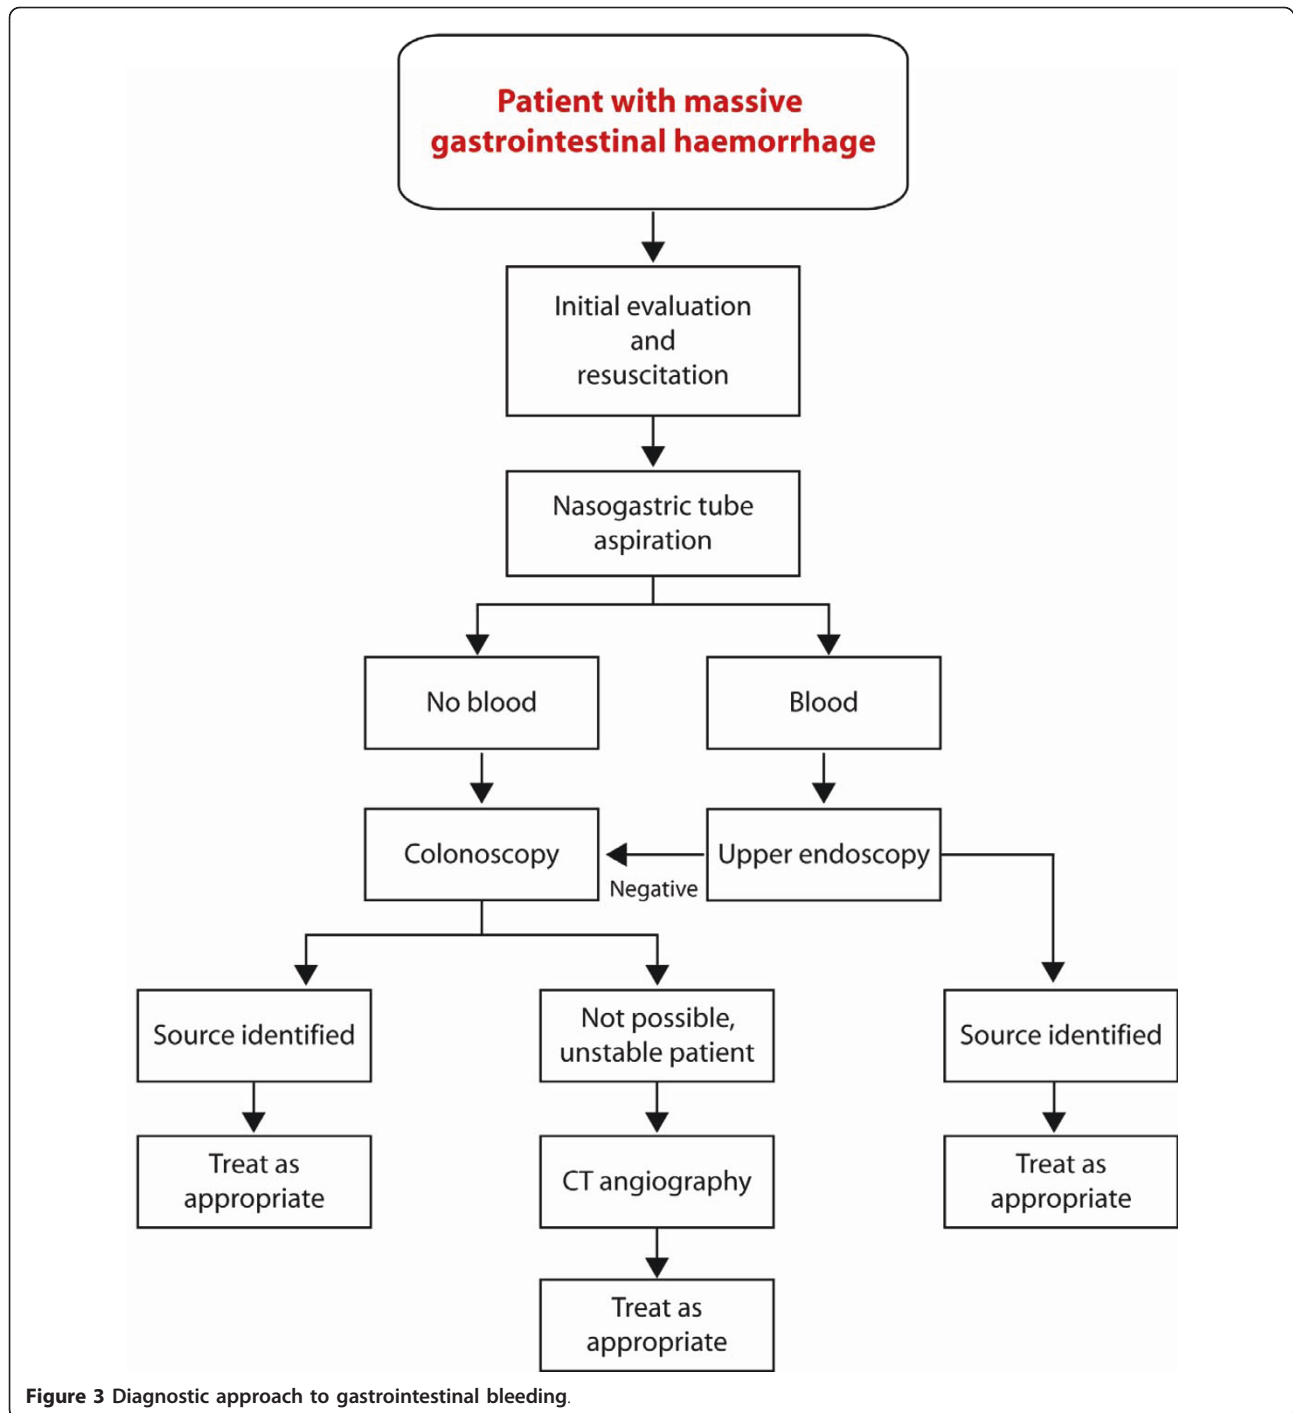 Patient with massive
gastrointestinal haemorrhage
Initial evaluation
and
resuscitation
Nasogastric tube
aspiration
No blood
Blood
Colonoscopy
Negative
Upper endoscopy
Source identified
Not possible,
unstable patient
Source identified
Treat as
appropriate
CT angiography
Treat as
appropriate
Treat as
appropriate
Figure 3 Diagnostic approach to gastrointestinal bleeding.